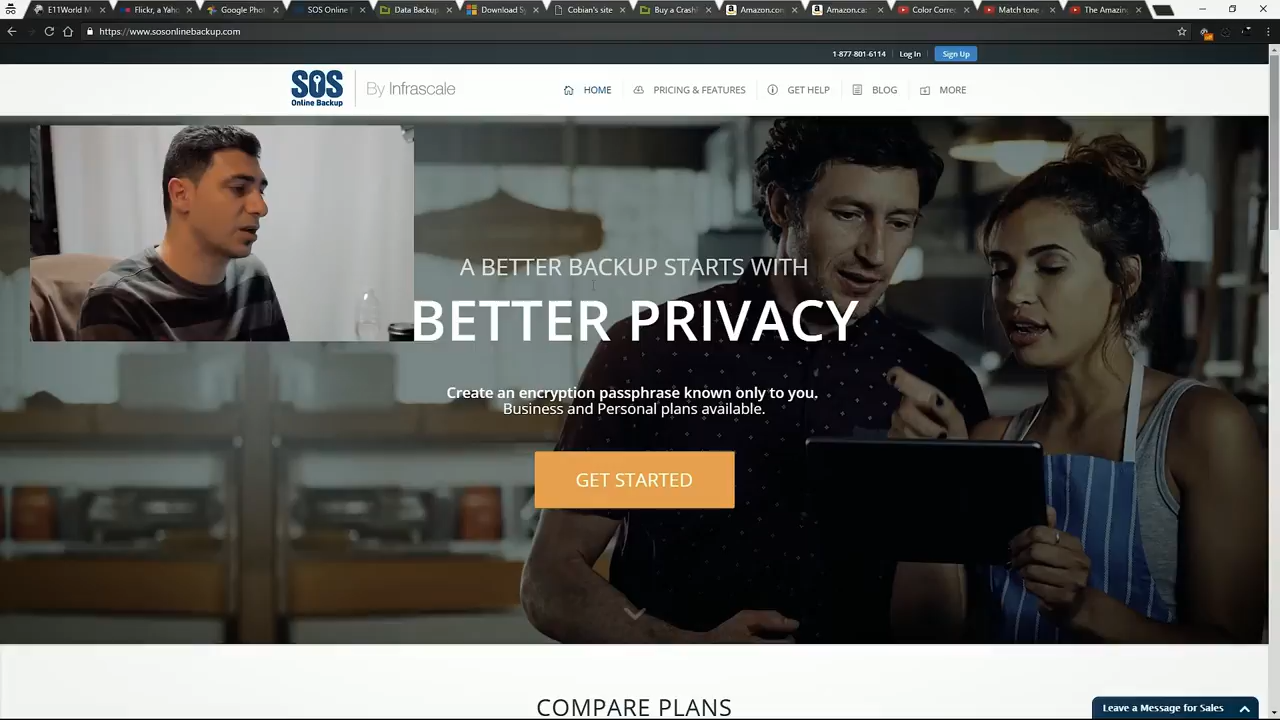 E11World M
Flickr, a Yaho
Google Pho
SOS Online
Data Backup
Download Sy
Cobian's site
Buy a Crash
Amazon.com
Amazon.ca:
Color Correc
Match tone
The Amazing
https://www.sosonlinebackup.com
1-877-801-6114 Log In Sign Up
SOS
Online Backup
By Infrascale
HOME PRICING & FEATURES GET HELP BLOG MORE
A BETTER BACKUP STARTS WITH
BETTER PRIVACY
Create an encryption passphrase known only to you.
Business and Personal plans available.
GET STARTED
COMPARE PLANS
Leave a Message for Sales